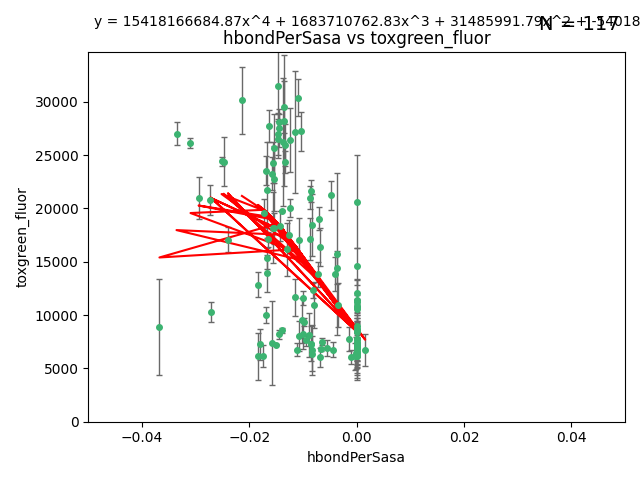 y = 15418166684.87x^4 + 1683710762.83x^3 + 31485991.79x^2 +
N = 117
hbondPerSasa vs toxgreen_fluor
30000
25000
20000
15000
10000
5000
0
toxgreen_fluor
−0.04 −0.02 0.00 0.02 0.04
hbondPerSasa